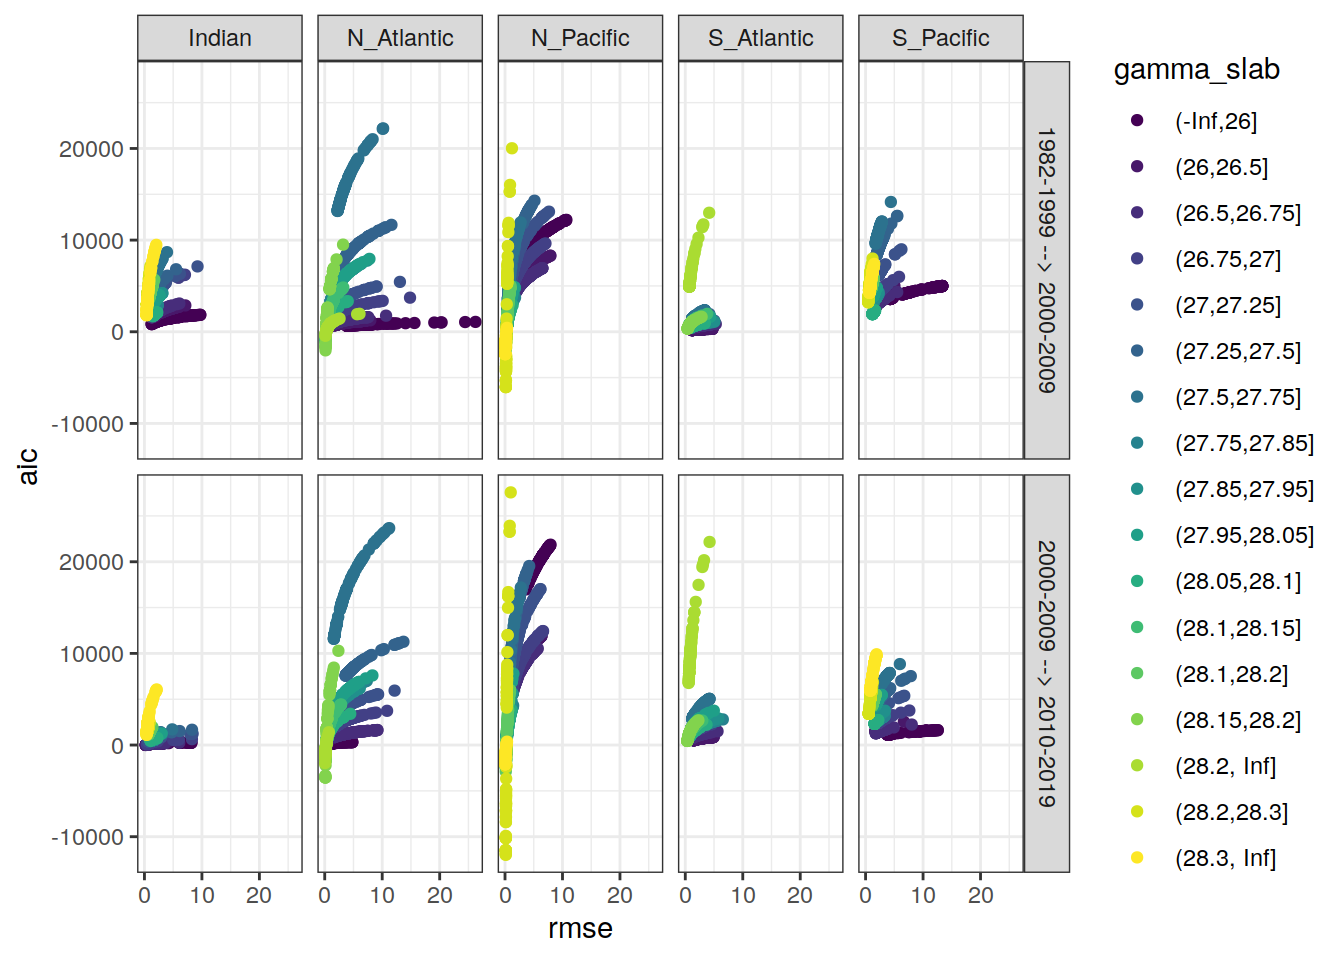 Indian N_Atlantic N_Pacific S_Atlantic S_Pacific
20000
10000
0
-10000
1982-1999 --> 2000-2009
20000
10000
0
-10000
2000-2009 --> 2010-2019
aic
0 10 20 0 10 20 0 10 20 0 10 20 0 10 20
rmse
gamma_slab
(-Inf,26]
(26,26.5]
(26.5,26.75]
(26.75,27]
(27,27.25]
(27.25,27.5]
(27.5,27.75]
(27.75,27.85]
(27.85,27.95]
(27.95,28.05]
(28.05,28.1]
(28.1,28.15]
(28.1,28.2]
(28.15,28.2]
(28.2, Inf]
(28.2,28.3]
(28.3, Inf]